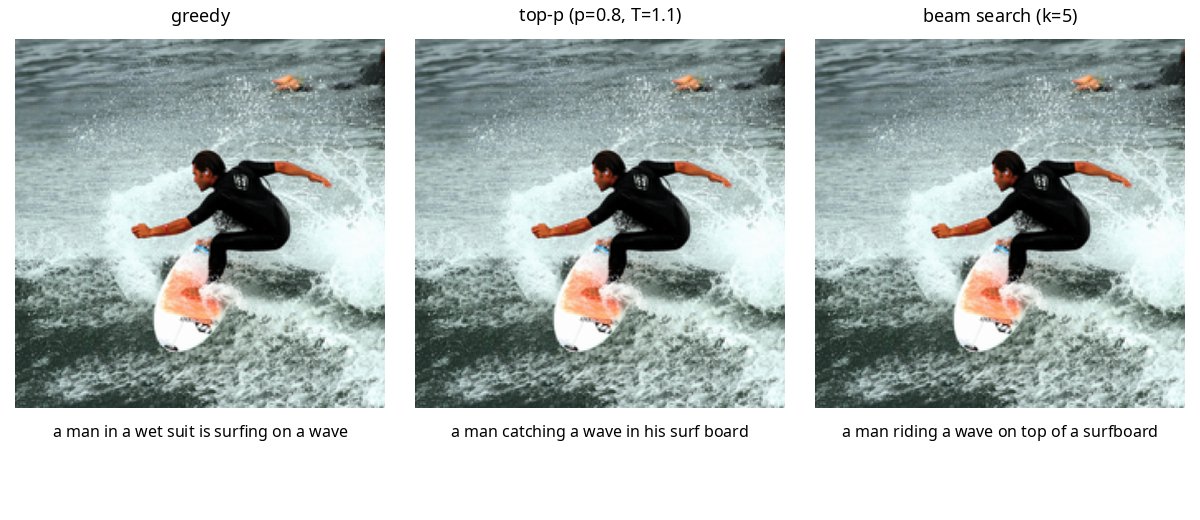 greedy
top-p (p=0.8, T=1.1)
beam search (k=5)
a man in a wet suit is surfing on a wave
a man catching a wave in his surf board
a man riding a wave on top of a surfboard